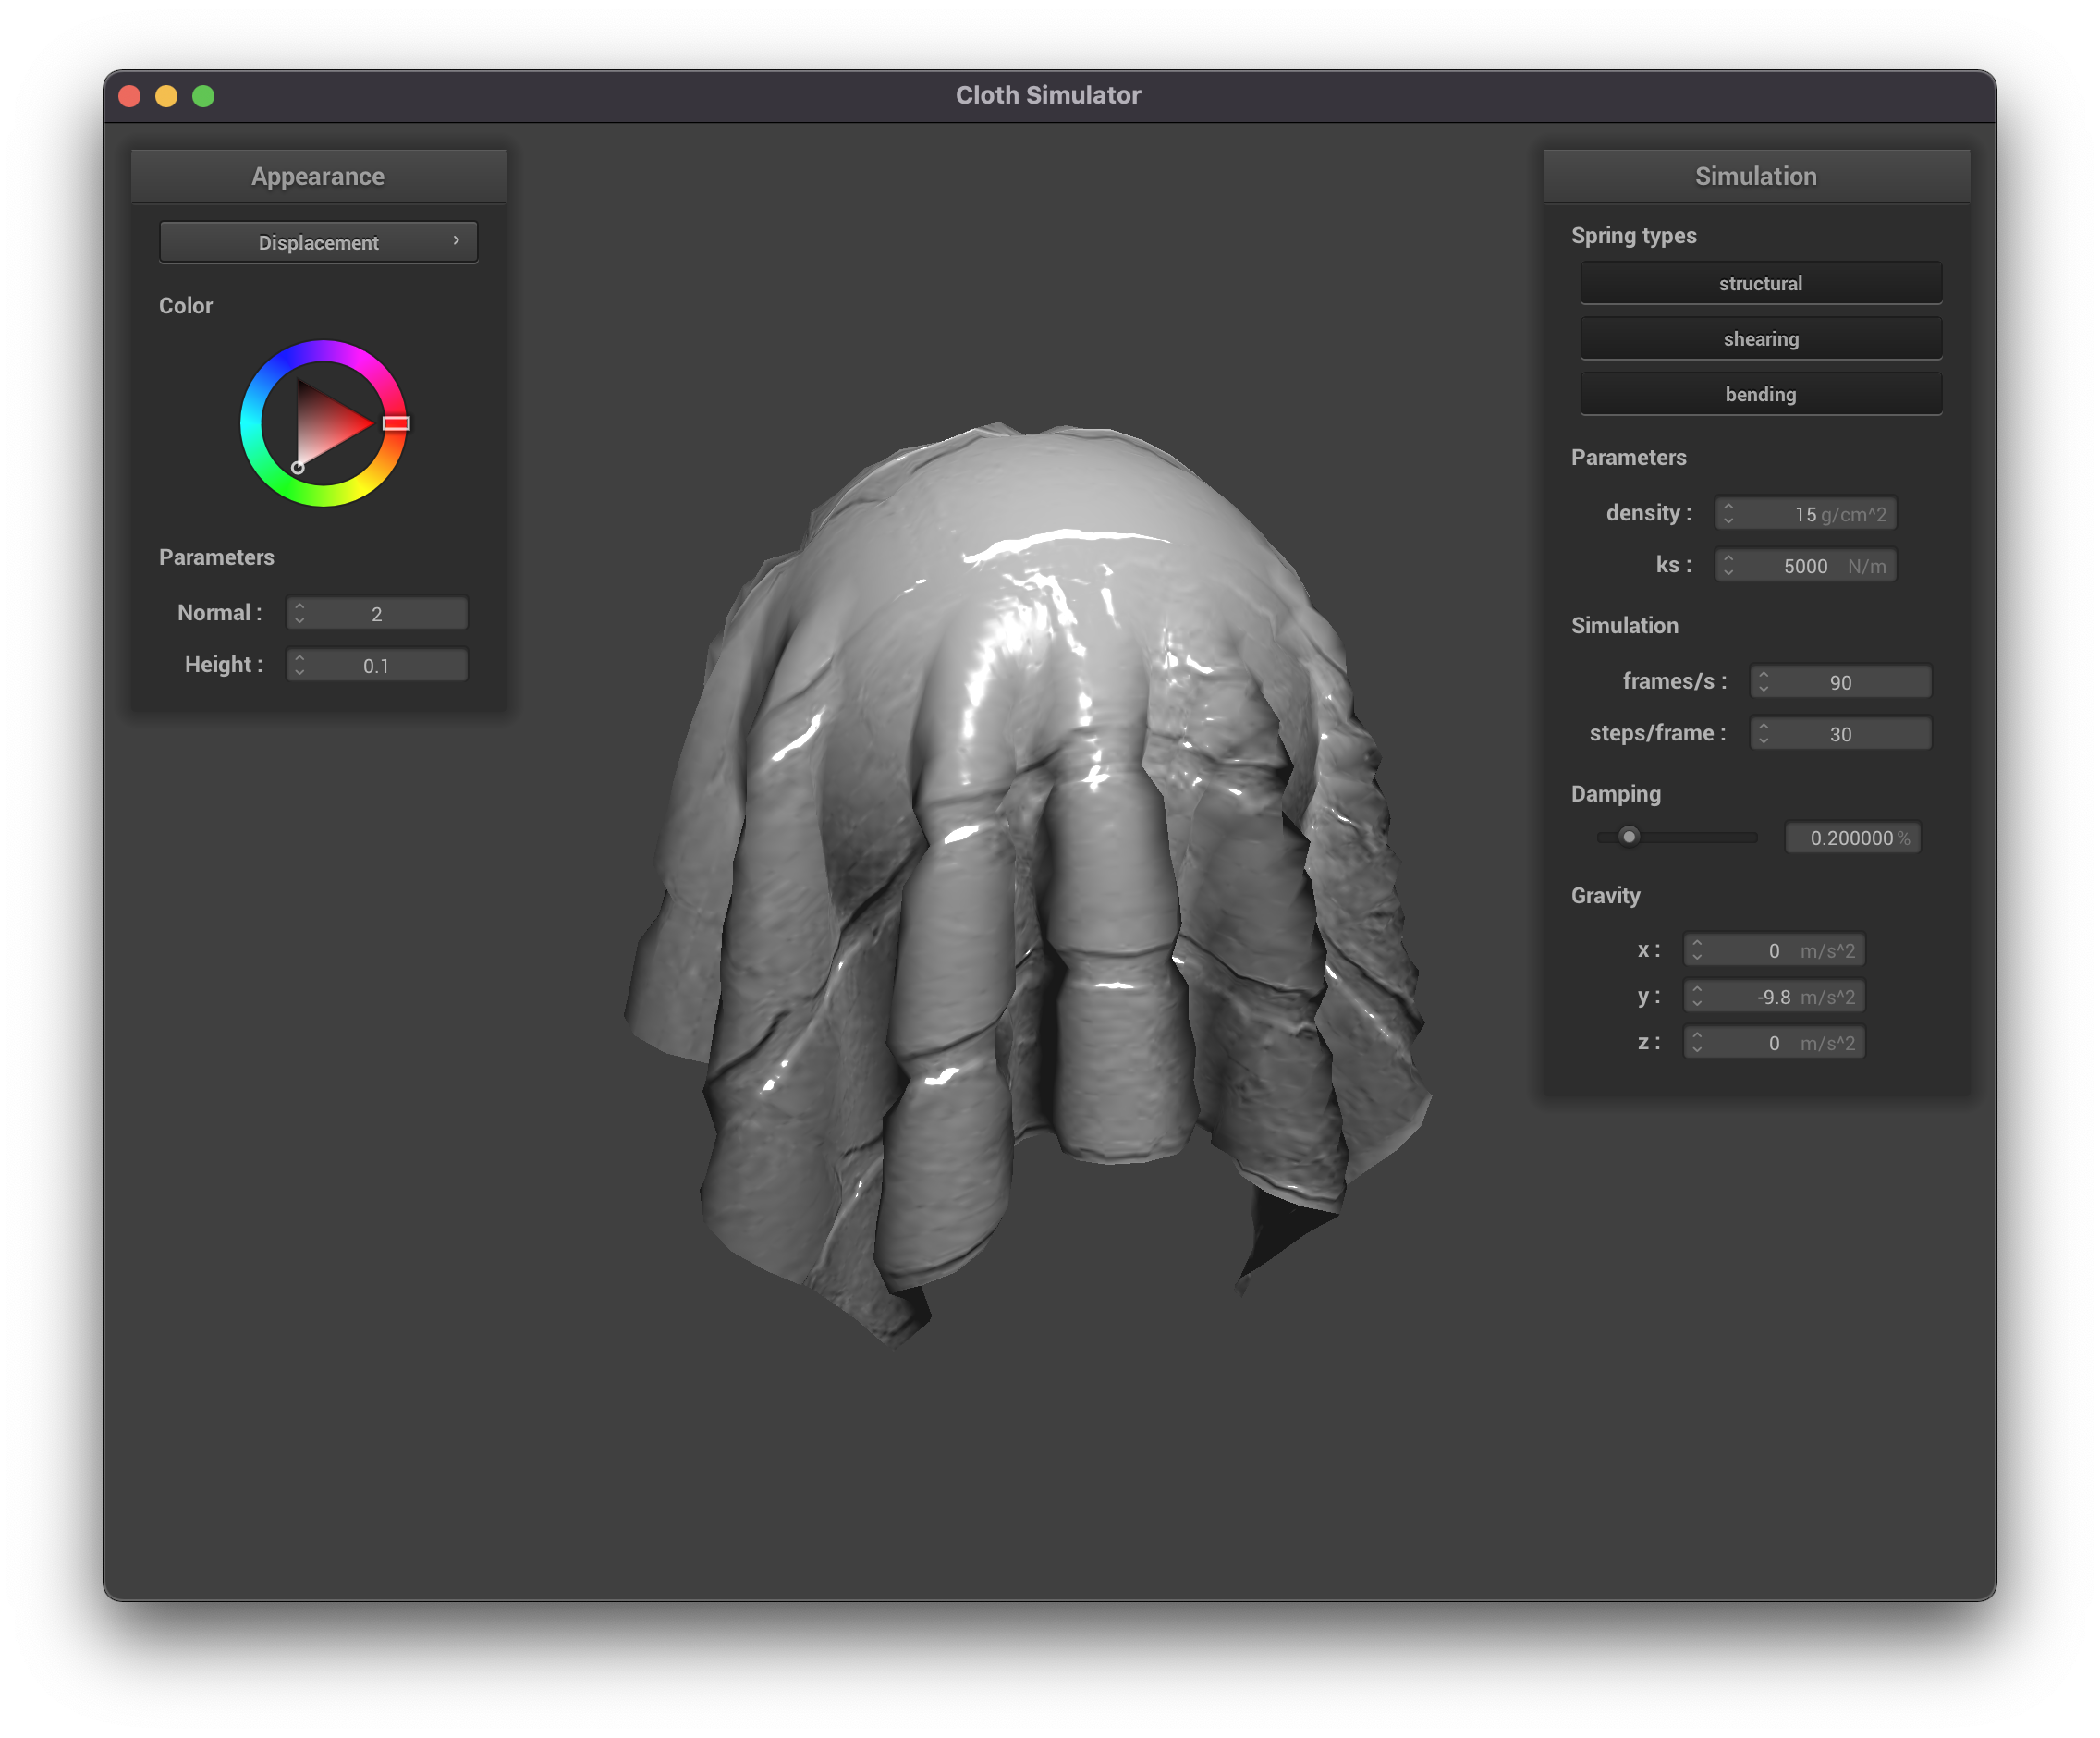 Cloth Simulator
Appearance
Displacement
Color
Parameters
Normal : 2
Height : 0.1
Simulation
Spring types
structural
shearing
bending
Parameters
density : 15 g/cm^2
ks : 5000 N/m
Simulation
frames/s : 90
steps/frame : 30
Damping
0.200000 %
Gravity
x : 0 m/s^2
y : -9.8 m/s^2
z : 0 m/s^2